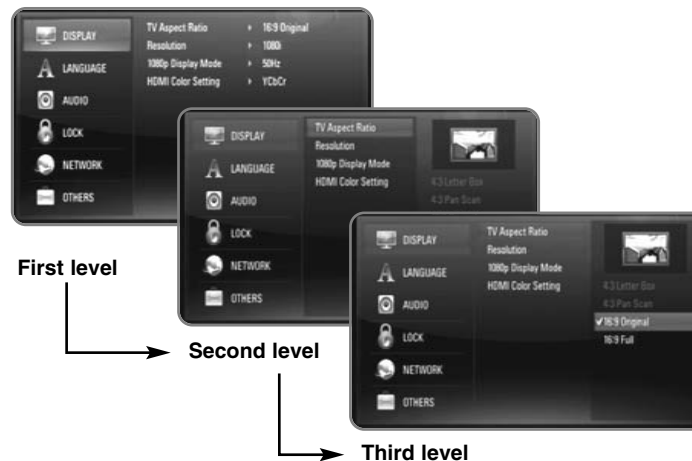 DISPLAY
LANGUAGE
AUDIO
LOCK
NETWORK
OTHERS
TV Aspect Ratio 16:9 Original
Resolution 1080i
1080p Display Mode 50Hz
HDMI Color Setting YCbCr
First level
DISPLAY
LANGUAGE
AUDIO
LOCK
NETWORK
OTHERS
TV Aspect Ratio
Resolution
1080p Display Mode
HDMI Color Setting
4:3 Letter Box
4:3 Pan Scan
Second level
DISPLAY
LANGUAGE
AUDIO
LOCK
NETWORK
OTHERS
TV Aspect Ratio
Resolution
1080p Display Mode
HDMI Color Setting
4:3 Letter Box
4:3 Pan Scan
✓16:9 Original
16:9 Full
Third level